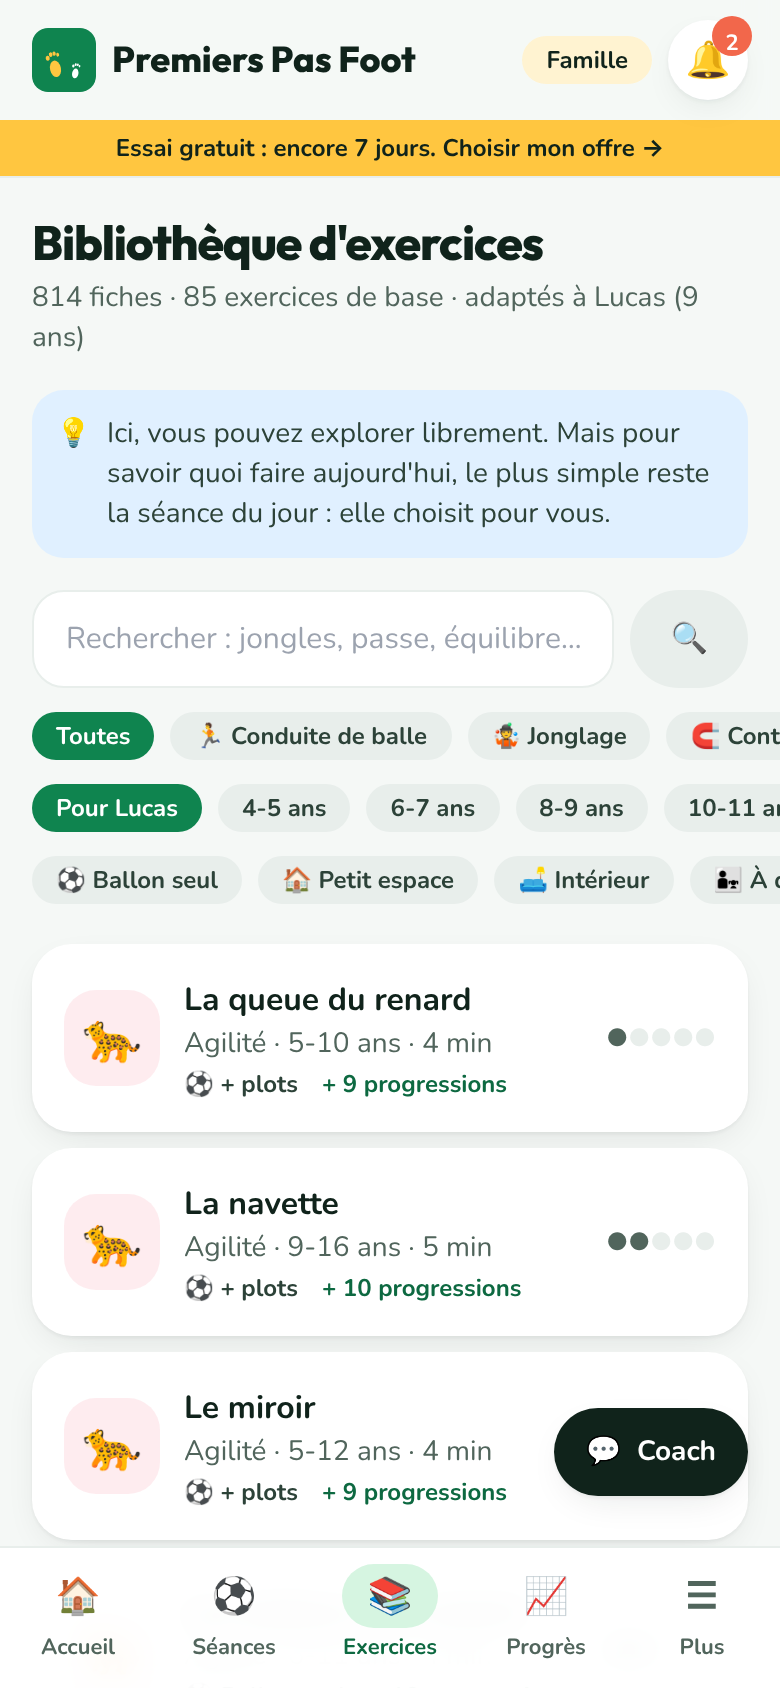 Premiers Pas Foot
Famille
2
Essai gratuit : encore 7 jours. Choisir mon offre →
Bibliothèque d'exercices
814 fiches · 85 exercices de base · adaptés à Lucas (9
ans)
Ici, vous pouvez explorer librement. Mais pour
savoir quoi faire aujourd'hui, le plus simple reste
la séance du jour : elle choisit pour vous.
Rechercher : jongles, passe, équilibre...
Toutes Conduite de balle Jonglage Cont
Pour Lucas 4-5 ans 6-7 ans 8-9 ans 10-11 a
Ballon seul Petit espace Intérieur À
La queue du renard
Agilité · 5-10 ans · 4 min
+ plots + 9 progressions
La navette
Agilité · 9-16 ans · 5 min
+ plots + 10 progressions
Le miroir
Agilité · 5-12 ans · 4 min
+ plots + 9 progressions
Coach
Accueil Séances Exercices Progrès Plus